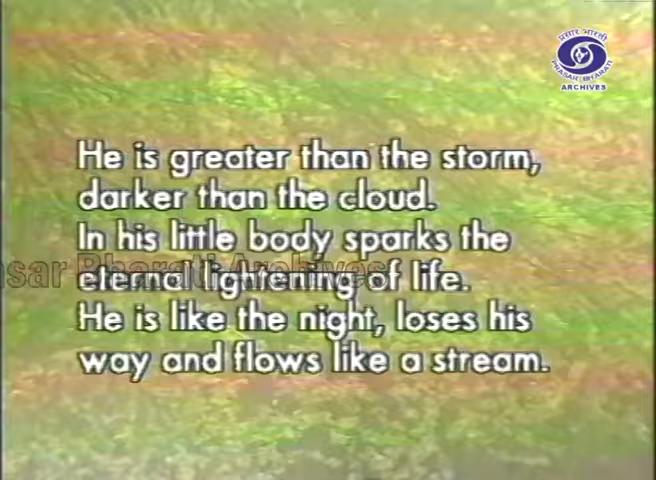 प्रसार भारती
PRASAR BHARATI
ARCHIVES
He is greater than the storm,
darker than the cloud.
In his little body sparks the
eternal lightening of life.
He is like the night, loses his
way and flows like a stream.
Bharati Archives